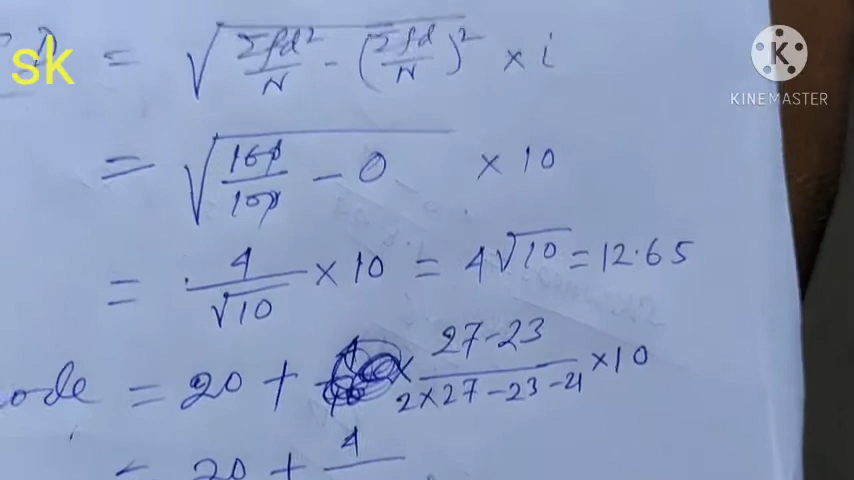 sk
KINEMASTER
S D = √(Σfd²/N − (Σfd/N)²) × i
= √(160/100 − 0) × 10
= 4/√10 × 10 = 4√10 = 12.65
ode = 20 + × 27−23/2×27−23−21 × 10
= 20 + 4